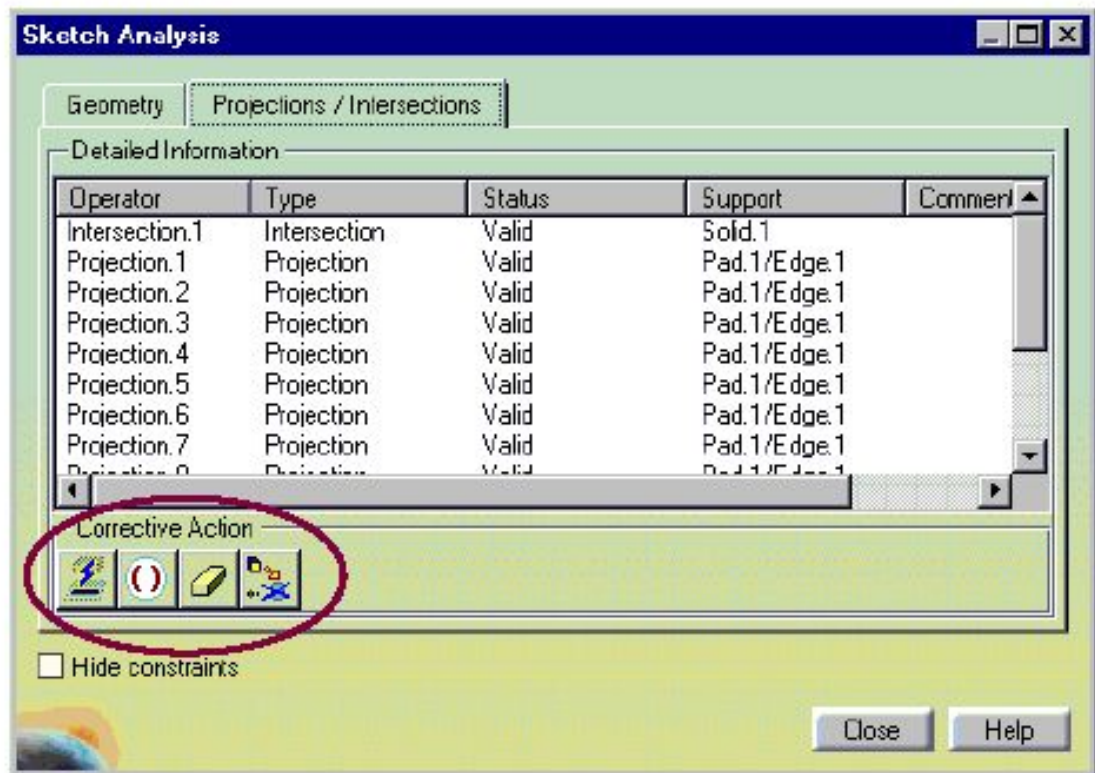 Sketch Analysis
Geometry Projections / Intersections
Detailed Information
Operator Type Status Support Commen
Intersection.1 Intersection Valid Solid.1
Projection.1 Projection Valid Pad.1/Edge.1
Projection.2 Projection Valid Pad.1/Edge.1
Projection.3 Projection Valid Pad.1/Edge.1
Projection.4 Projection Valid Pad.1/Edge.1
Projection.5 Projection Valid Pad.1/Edge.1
Projection.6 Projection Valid Pad.1/Edge.1
Projection.7 Projection Valid Pad.1/Edge.1
Corrective Action
Hide constraints
Close Help